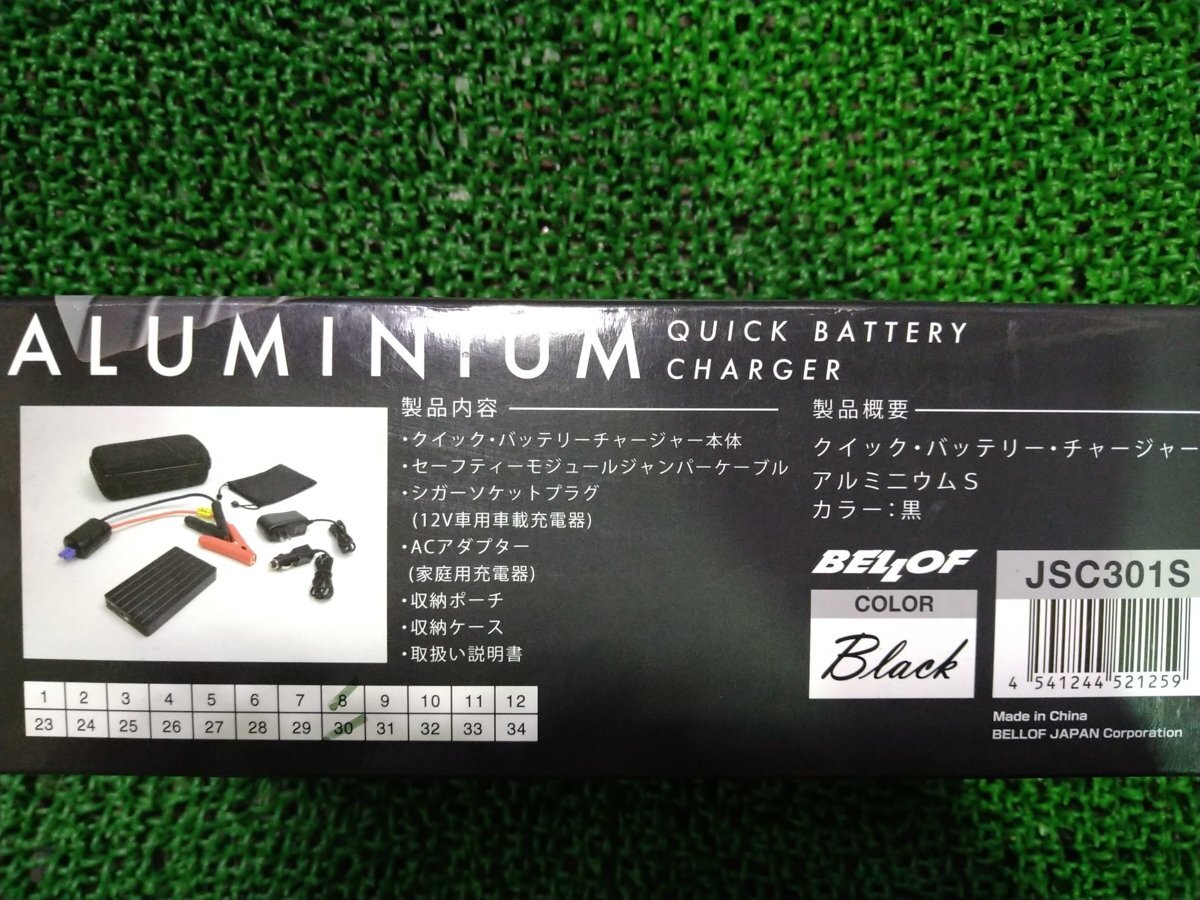 ALUMINIUM
QUICK BATTERY
CHARGER
製品内容
・クイック・バッテリーチャージャー本体
・セーフティーモジュールジャンパーケーブル
・シガーソケットプラグ
(12V車用車載充電器)
・ACアダプター
(家庭用充電器)
・収納ポーチ
・収納ケース
・取扱い説明書
製品概要
クイック・バッテリー・チャージャー
アルミニウムS
カラー:黒
BELLOF
COLOR
Black
JSC301S
4 541244 521259
Made in China
BELLOF JAPAN Corporation
1 2 3 4 5 6 7 8 9 10 11 12
23 24 25 26 27 28 29 30 31 32 33 34